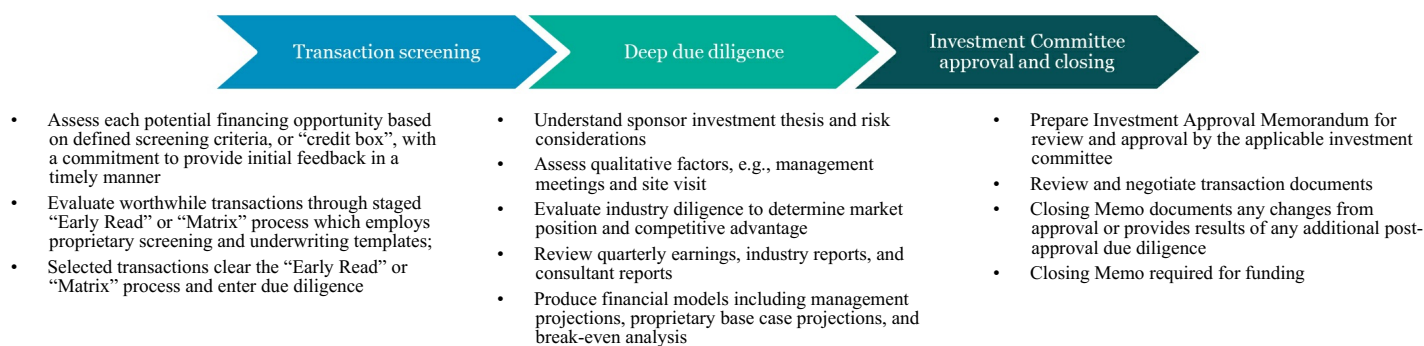 Transaction screening
Deep due diligence
Investment Committee
approval and closing
• Assess each potential financing opportunity based
on defined screening criteria, or “credit box”, with
a commitment to provide initial feedback in a
timely manner
• Evaluate worthwhile transactions through staged
“Early Read” or “Matrix” process which employs
proprietary screening and underwriting templates;
• Selected transactions clear the “Early Read” or
“Matrix” process and enter due diligence
• Understand sponsor investment thesis and risk
considerations
• Assess qualitative factors, e.g., management
meetings and site visit
• Evaluate industry diligence to determine market
position and competitive advantage
• Review quarterly earnings, industry reports, and
consultant reports
• Produce financial models including management
projections, proprietary base case projections, and
break-even analysis
• Prepare Investment Approval Memorandum for
review and approval by the applicable investment
committee
• Review and negotiate transaction documents
• Closing Memo documents any changes from
approval or provides results of any additional post-
approval due diligence
• Closing Memo required for funding